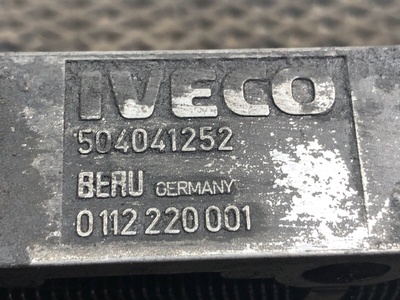 IVECO
504041252
BERU GERMANY
0 112 220 001